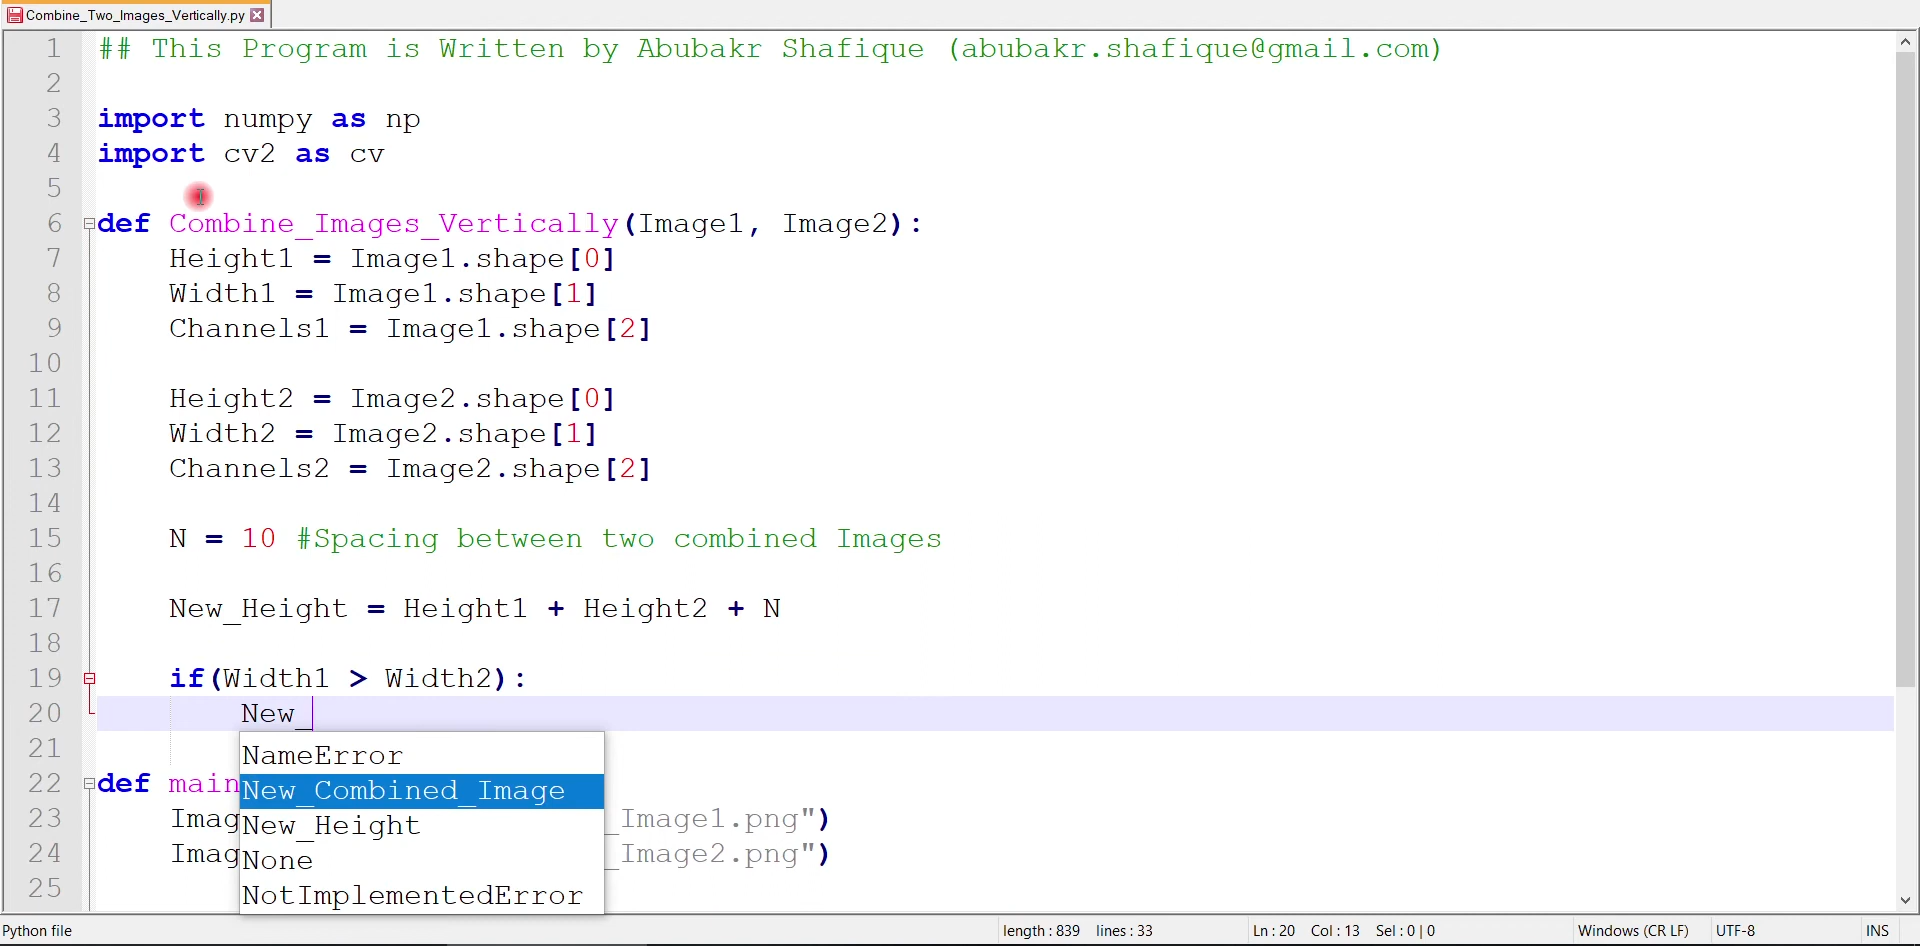 Combine_Two_Images_Vertically.py
1 ## This Program is Written by Abubakr Shafique (abubakr.shafique@gmail.com)
2
3 import numpy as np
4 import cv2 as cv
5
6 def Combine_Images_Vertically(Image1, Image2):
7 Height1 = Image1.shape[0]
8 Width1 = Image1.shape[1]
9 Channels1 = Image1.shape[2]
10
11 Height2 = Image2.shape[0]
12 Width2 = Image2.shape[1]
13 Channels2 = Image2.shape[2]
14
15 N = 10 #Spacing between two combined Images
16
17 New_Height = Height1 + Height2 + N
18
19 if(Width1 > Width2):
20 New_
21 NameError
22 def main New_Combined_Image
23 Imag New_Height _Image1.png")
24 Imag None _Image2.png")
25 NotImplementedError
Python file length : 839 lines : 33 Ln : 20 Col : 13 Sel : 0 | 0 Windows (CR LF) UTF-8 INS